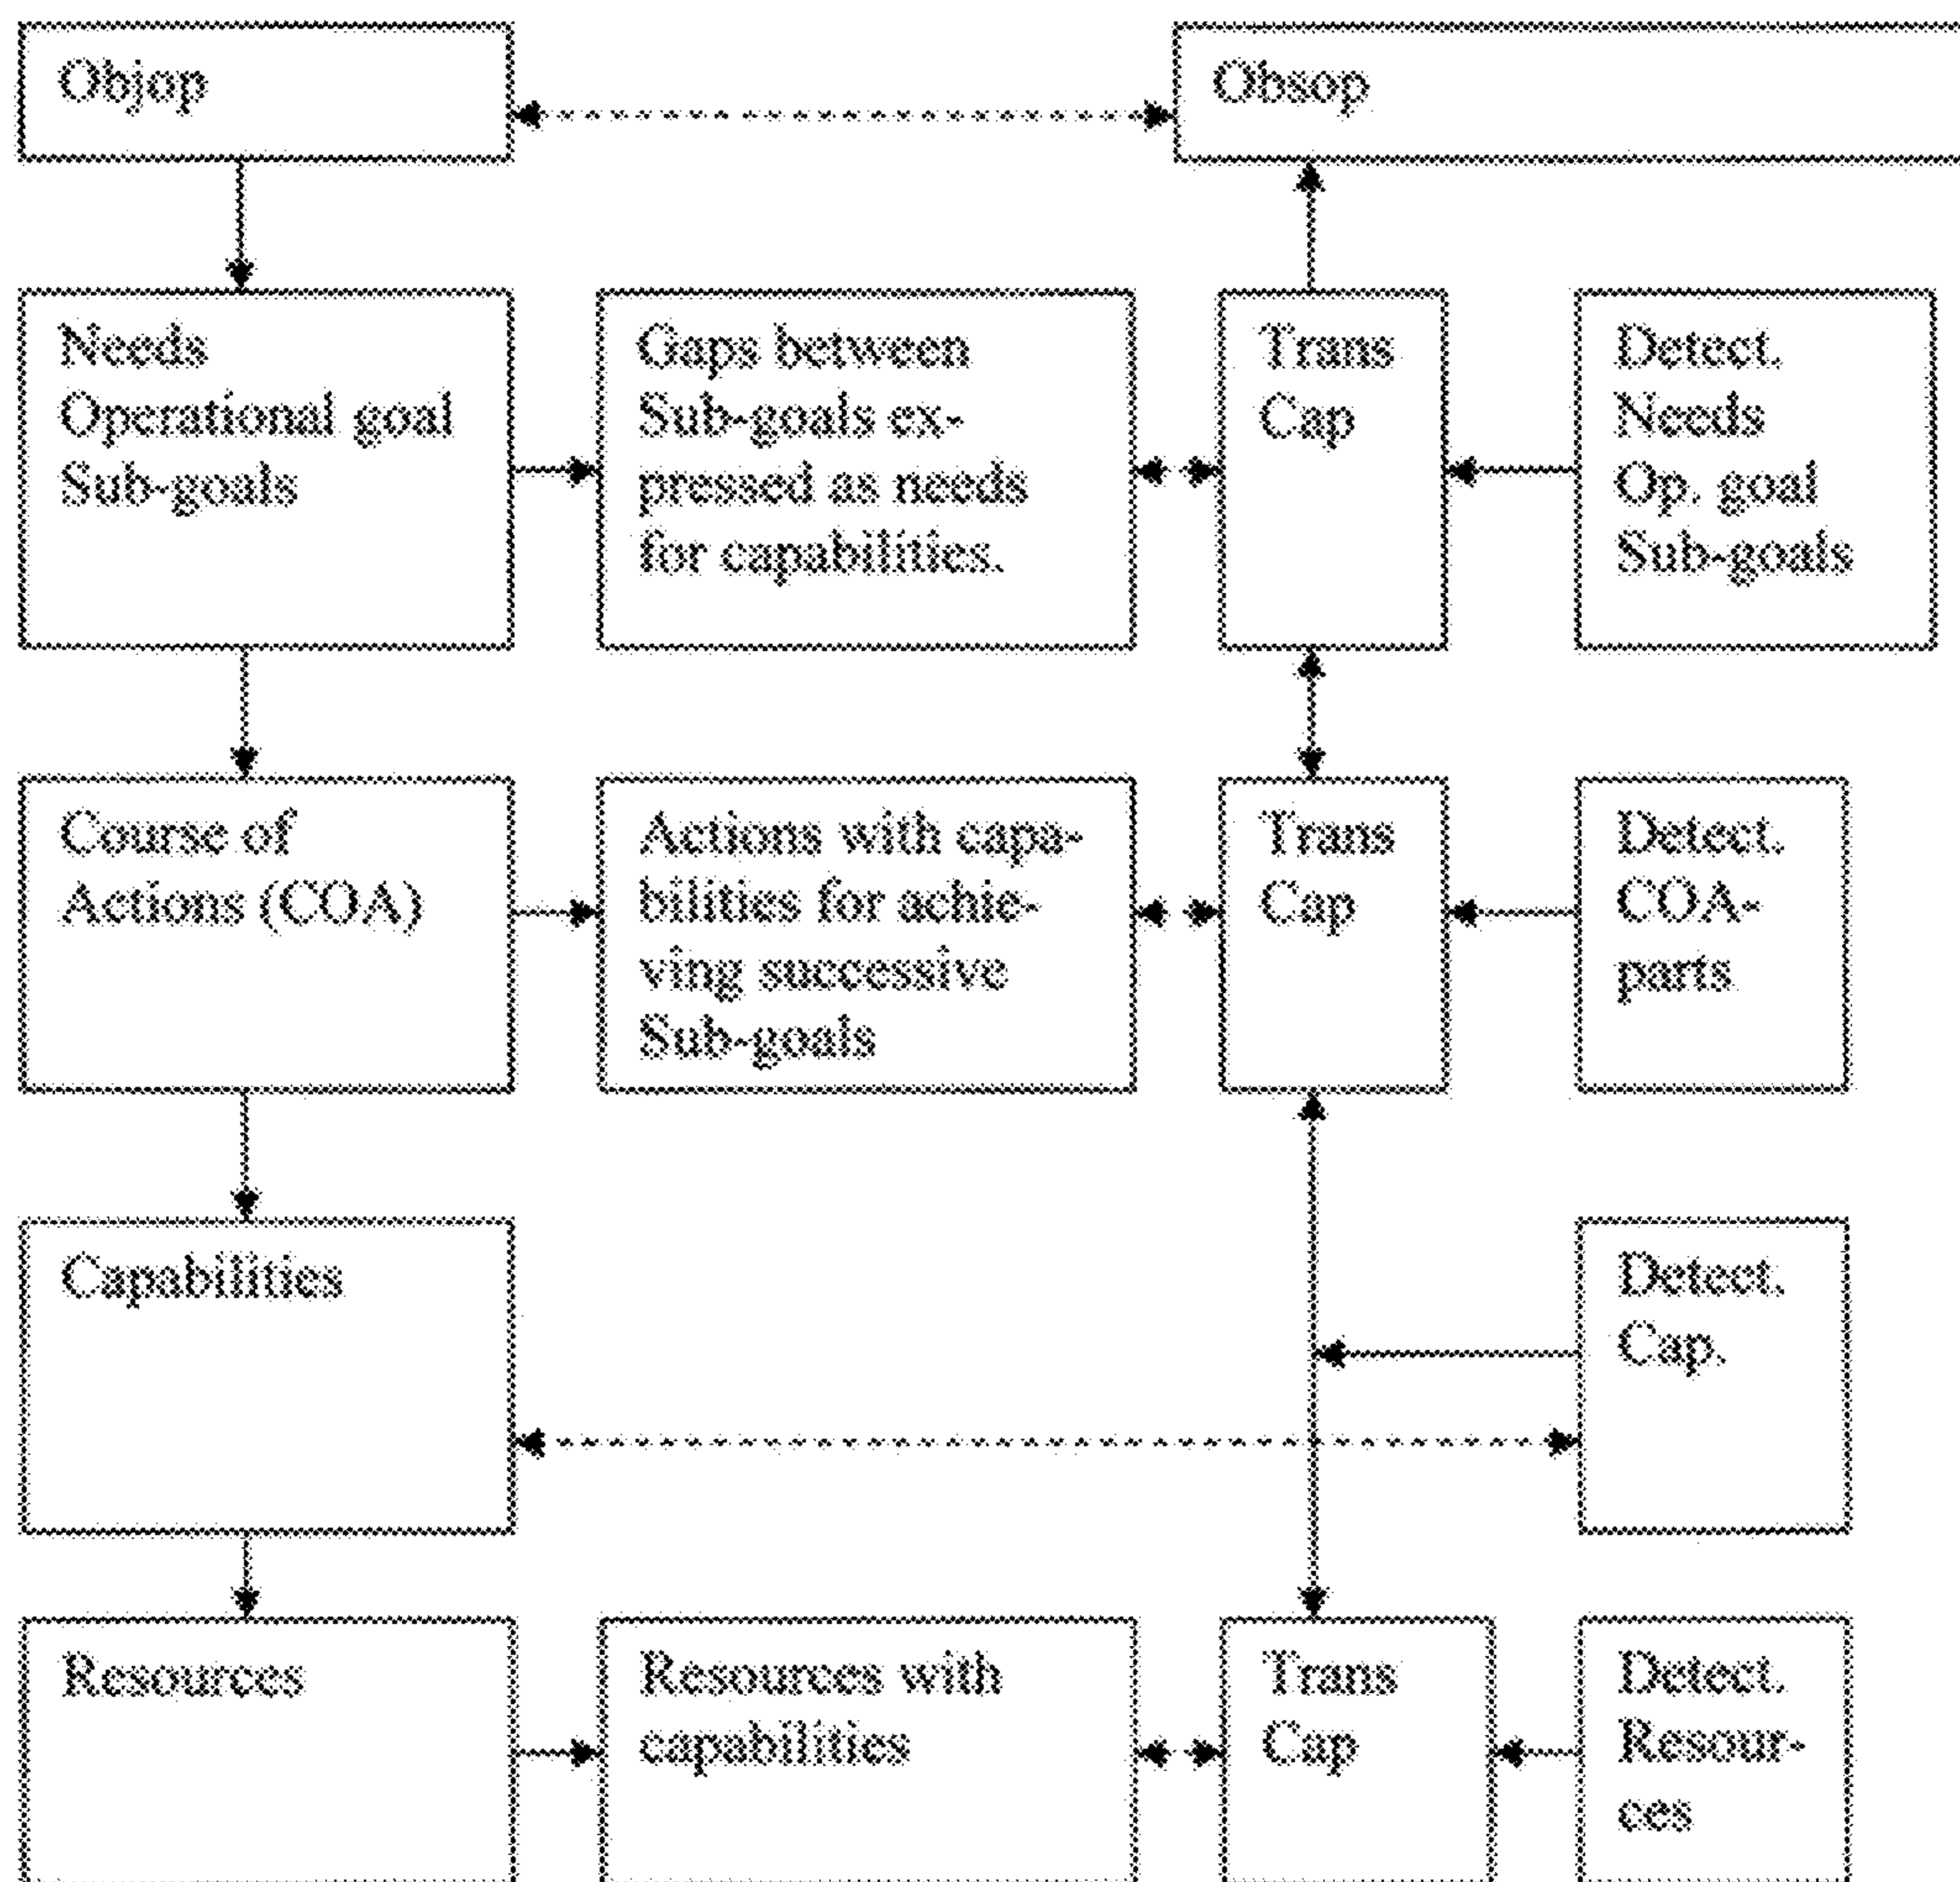 Objop
Obsop
Needs
Operational goal
Sub-goals
Gaps between
Sub-goals ex-
pressed as needs
for capabilities.
Trans
Cap
Detect.
Needs
Op. goal
Sub-goals
Course of
Actions (COA)
Actions with capa-
bilities for achie-
ving successive
Sub-goals
Trans
Cap
Detect.
COA-
parts
Capabilities
Detect.
Cap.
Resources
Resources with
capabilities
Trans
Cap
Detect.
Resour-
ces